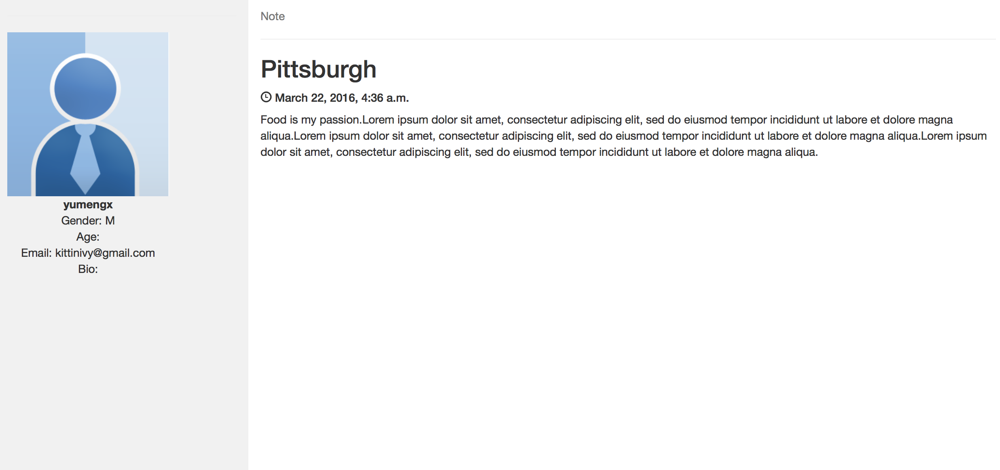 yumengx
Gender: M
Age:
Email: kittinivy@gmail.com
Bio:
Note
Pittsburgh
March 22, 2016, 4:36 a.m.
Food is my passion.Lorem ipsum dolor sit amet, consectetur adipiscing elit, sed do eiusmod tempor incididunt ut labore et dolore magna
aliqua.Lorem ipsum dolor sit amet, consectetur adipiscing elit, sed do eiusmod tempor incididunt ut labore et dolore magna aliqua.Lorem ipsum
dolor sit amet, consectetur adipiscing elit, sed do eiusmod tempor incididunt ut labore et dolore magna aliqua.